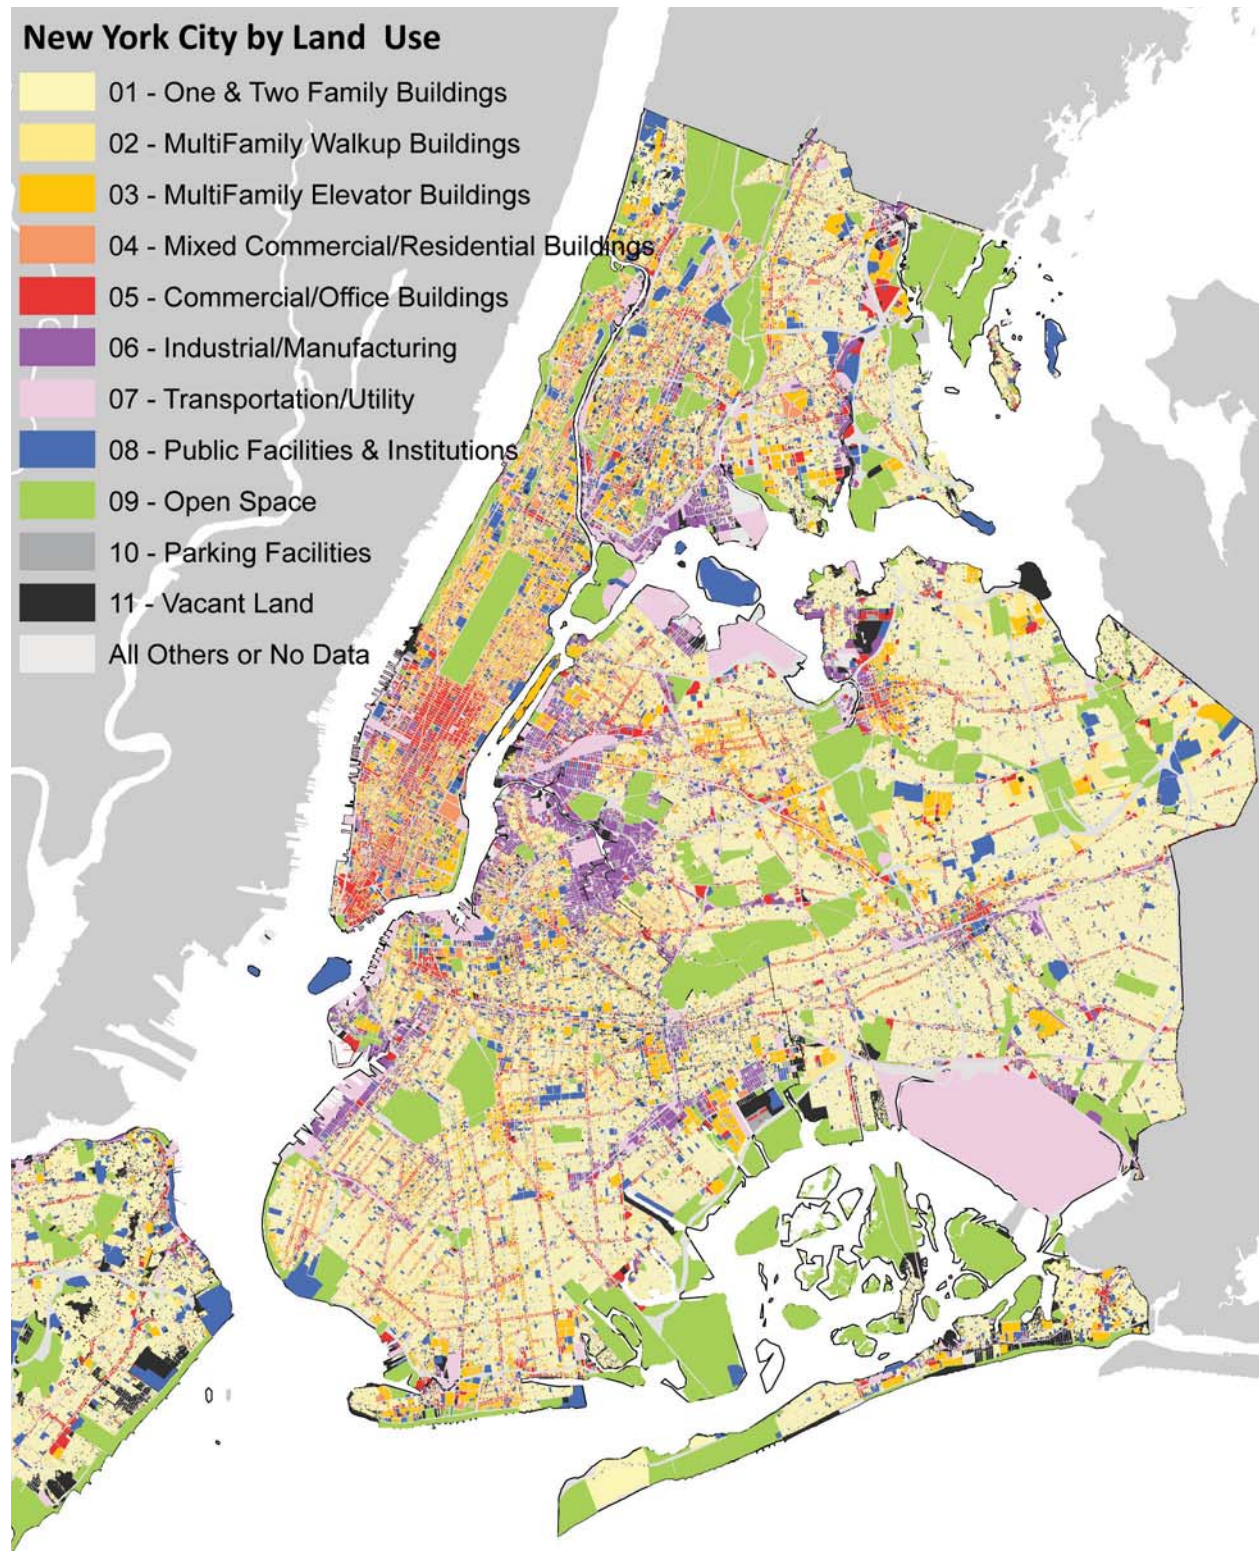 New York City by Land Use
01 - One & Two Family Buildings
02 - MultiFamily Walkup Buildings
03 - MultiFamily Elevator Buildings
04 - Mixed Commercial/Residential Buildings
05 - Commercial/Office Buildings
06 - Industrial/Manufacturing
07 - Transportation/Utility
08 - Public Facilities & Institutions
09 - Open Space
10 - Parking Facilities
11 - Vacant Land
All Others or No Data